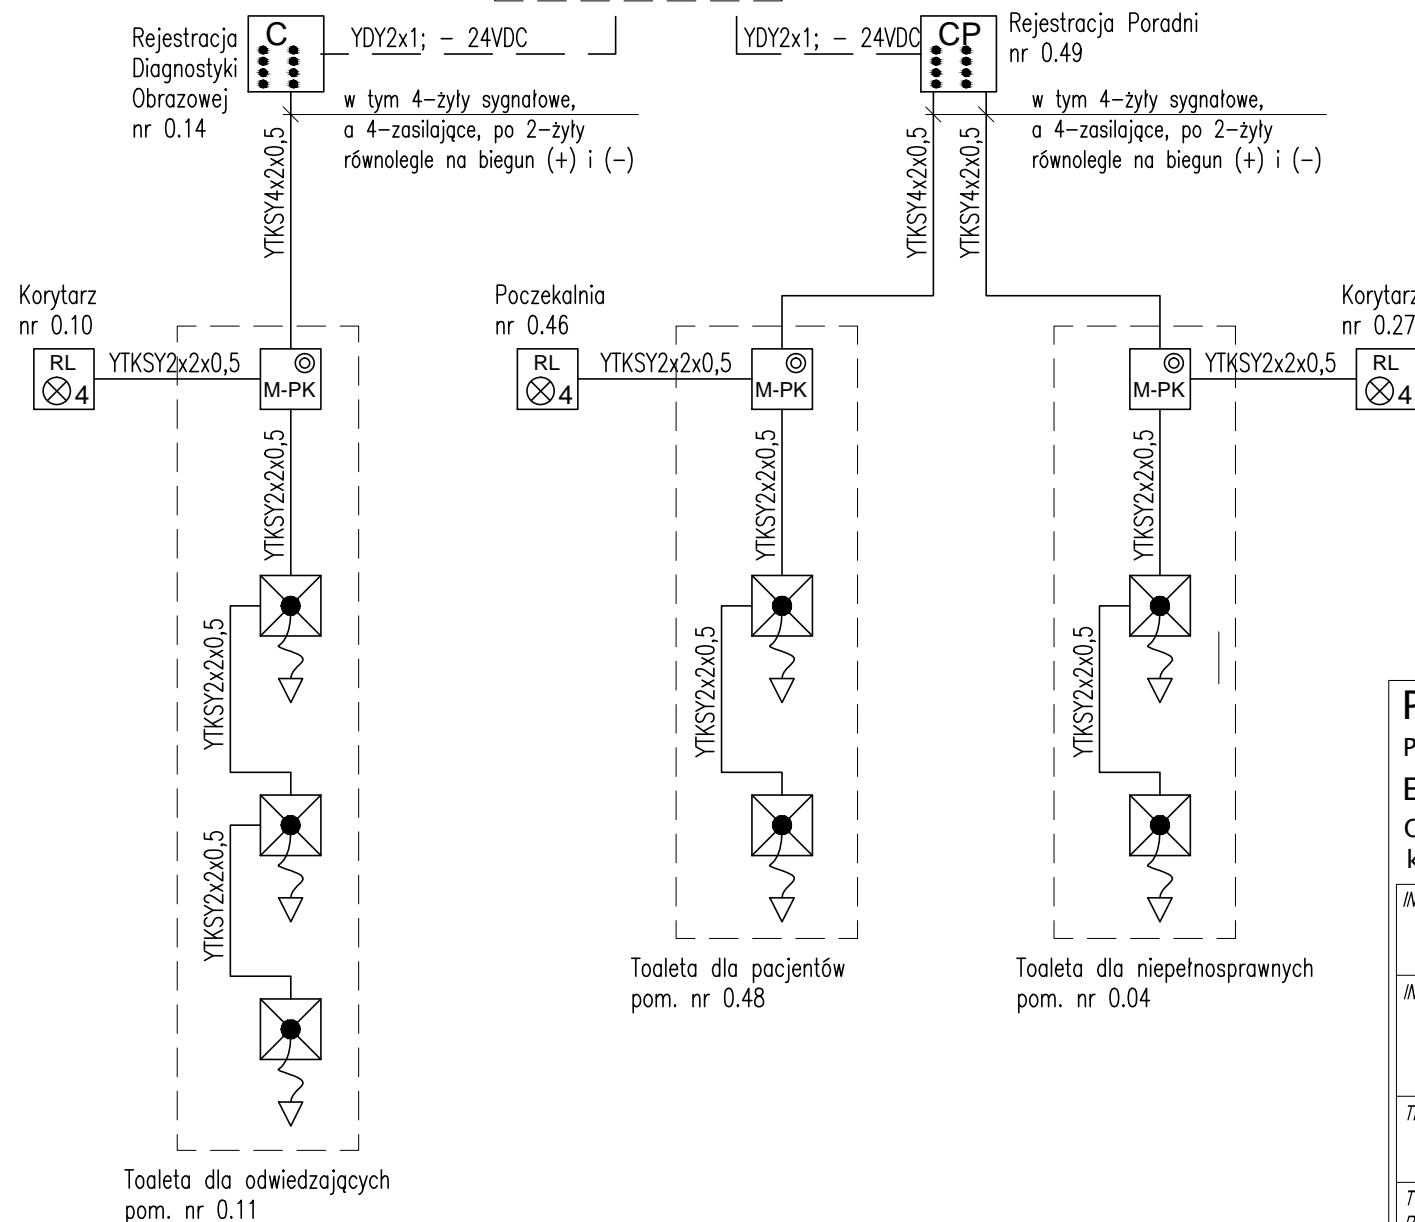 Rejestracja
Diagnostyki
Obrazowej
nr 0.14
C
YDY2x1; – 24VDC
YDY2x1; – 24VDC
CP
Rejestracja Poradni
nr 0.49
w tym 4–żyły sygnałowe,
a 4–zasilające, po 2–żyły
równolegle na biegun (+) i (–)
w tym 4–żyły sygnałowe,
a 4–zasilające, po 2–żyły
równolegle na biegun (+) i (–)
YTKSY4x2x0,5
YTKSY4x2x0,5
YTKSY4x2x0,5
Korytarz
nr 0.10
RL
4
YTKSY2x2x0,5
M-PK
Poczekalnia
nr 0.46
RL
4
YTKSY2x2x0,5
M-PK
M-PK
YTKSY2x2x0,5
Korytarz
nr 0.27
RL
4
YTKSY2x2x0,5
YTKSY2x2x0,5
YTKSY2x2x0,5
YTKSY2x2x0,5
YTKSY2x2x0,5
YTKSY2x2x0,5
YTKSY2x2x0,5
Toaleta dla pacjentów
pom. nr 0.48
Toaleta dla niepełnosprawnych
pom. nr 0.04
Toaleta dla odwiedzających
pom. nr 0.11